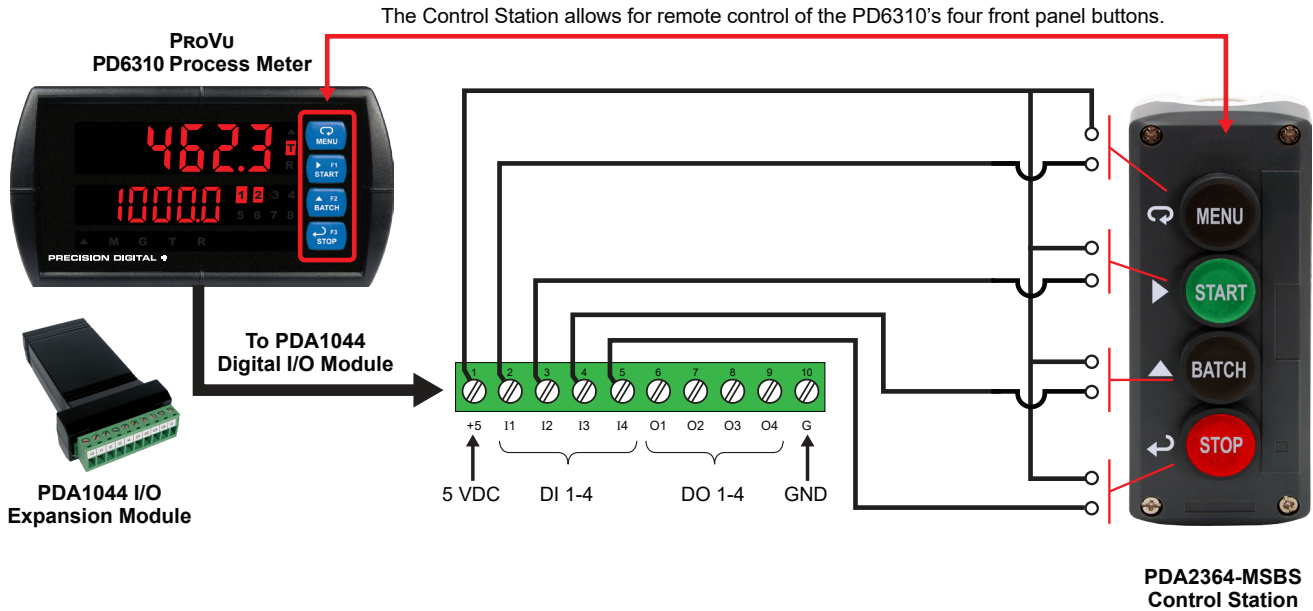 The Control Station allows for remote control of the PD6310's four front panel buttons.
PROVU
PD6310 Process Meter
462.3
T
R
1000.0
1 2 3 4
5 6 7 8
M G T R
PRECISION DIGITAL
MENU
F1
START
F2
BATCH
F3
STOP
To PDA1044
Digital I/O Module
PDA1044 I/O
Expansion Module
1 2 3 4 5 6 7 8 9 10
+5 I1 I2 I3 I4 O1 O2 O3 O4 G
5 VDC DI 1-4 DO 1-4 GND
MENU
START
BATCH
STOP
PDA2364-MSBS
Control Station